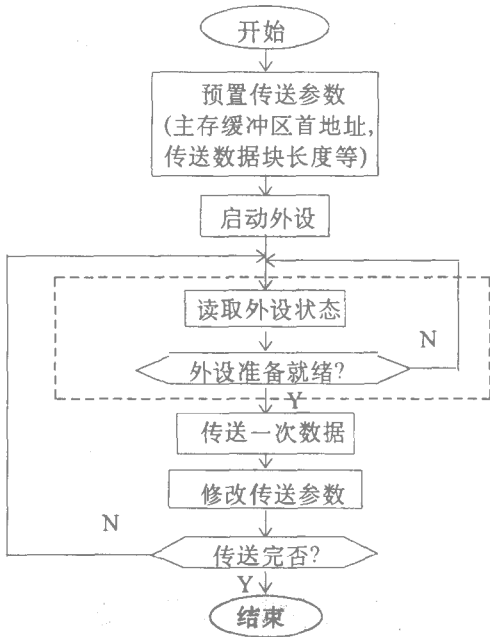 开始
预置传送参数
(主存缓冲区首地址,
传送数据块长度等)
启动外设
读取外设状态
N
外设准备就绪?
Y
传送一次数据
修改传送参数
N
传送完否?
Y
结束